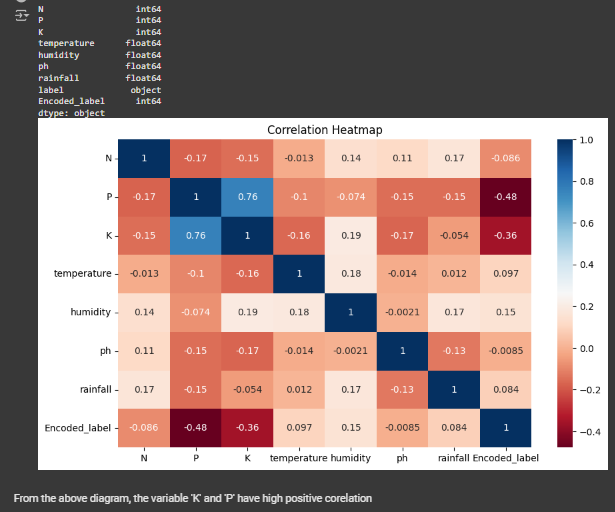 N int64
P int64
K int64
temperature float64
humidity float64
ph float64
rainfall float64
label object
Encoded_label int64
dtype: object
Correlation Heatmap
N 1 -0.17 -0.15 -0.013 0.14 0.11 0.17 -0.086
P -0.17 1 0.76 -0.1 -0.074 -0.15 -0.15 -0.48
K -0.15 0.76 1 -0.16 0.19 -0.17 -0.054 -0.36
temperature -0.013 -0.1 -0.16 1 0.18 -0.014 0.012 0.097
humidity 0.14 -0.074 0.19 0.18 1 -0.0021 0.17 0.15
ph 0.11 -0.15 -0.17 -0.014 -0.0021 1 -0.13 -0.0085
rainfall 0.17 -0.15 -0.054 0.012 0.17 -0.13 1 0.084
Encoded_label -0.086 -0.48 -0.36 0.097 0.15 -0.0085 0.084 1
N P K temperature humidity ph rainfall Encoded_label
1.0
0.8
0.6
0.4
0.2
0.0
-0.2
-0.4
From the above diagram, the variable 'K' and 'P' have high positive corelation